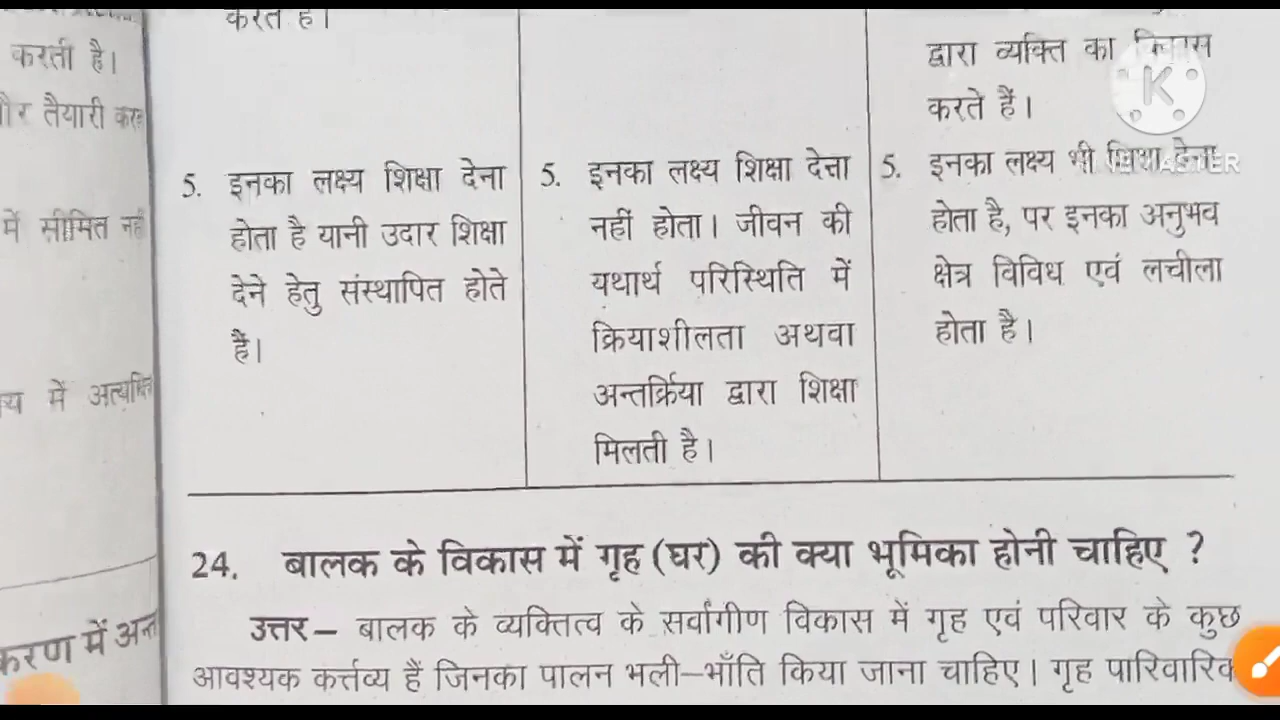 करते हैं।
करती है।
और तैयारी
में सीमित
में
करण में
द्वारा व्यक्ति का
करते हैं।
5. इनका लक्ष्य शिक्षा देना
होता है यानी उदार शिक्षा
देने हेतु संस्थापित होते
हैं।
5. इनका लक्ष्य शिक्षा देना
नहीं होता। जीवन की
यथार्थ परिस्थिति में
क्रियाशीलता अथवा
अन्तर्क्रिया द्वारा शिक्षा
मिलती है।
5. इनका लक्ष्य भी शिक्षा देना
होता है, पर इनका अनुभव
क्षेत्र विविध एवं लचीला
होता है।
24. बालक के विकास में गृह (घर) की क्या भूमिका होनी चाहिए ?
उत्तर– बालक के व्यक्तित्व के सर्वांगीण विकास में गृह एवं परिवार के कुछ
आवश्यक कर्त्तव्य हैं जिनका पालन भली–भाँति किया जाना चाहिए। गृह
K